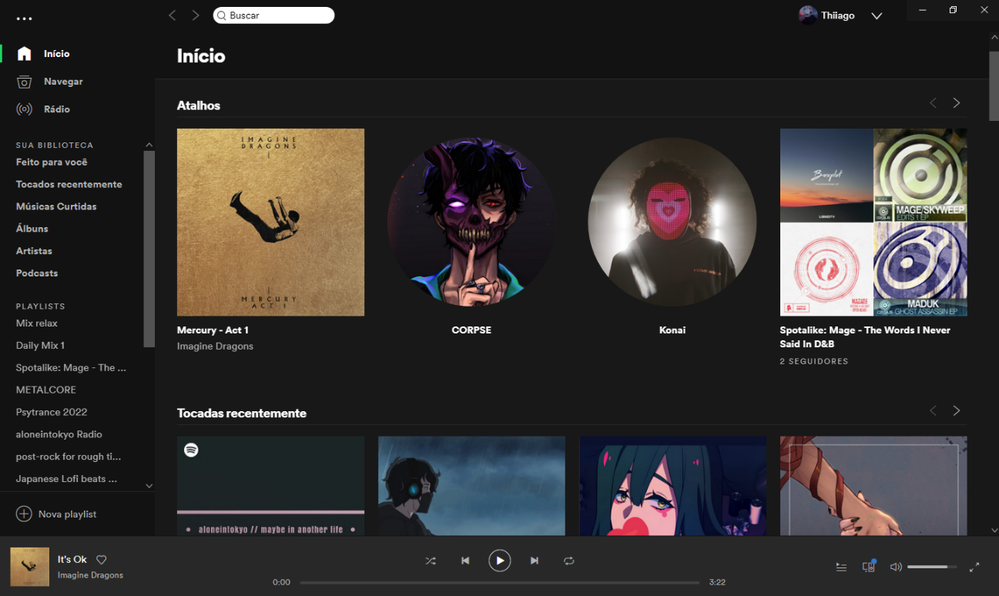 Buscar
Thiiago
Início
Navegar
Rádio
SUA BIBLIOTECA
Feito para você
Tocados recentemente
Músicas Curtidas
Álbuns
Artistas
Podcasts
PLAYLISTS
Mix relax
Daily Mix 1
Spotalike: Mage - The ...
METALCORE
Psytrance 2022
aloneintokyo Radio
post-rock for rough ti...
Japanese Lofi beats ...
Nova playlist
Início
Atalhos
IMAGINE
DRAGONS
MERCURY
ACT 1
Mercury - Act 1
Imagine Dragons
CORPSE
Konai
MAGE/SKYWEEP
EDITS 1 EP
MADUK
GHOST ASSASSIN EP
Spotalike: Mage - The Words I Never
Said In D&B
2 SEGUIDORES
Tocadas recentemente
• aloneintokyo // maybe in another life •
It's Ok
Imagine Dragons
0:00
3:22